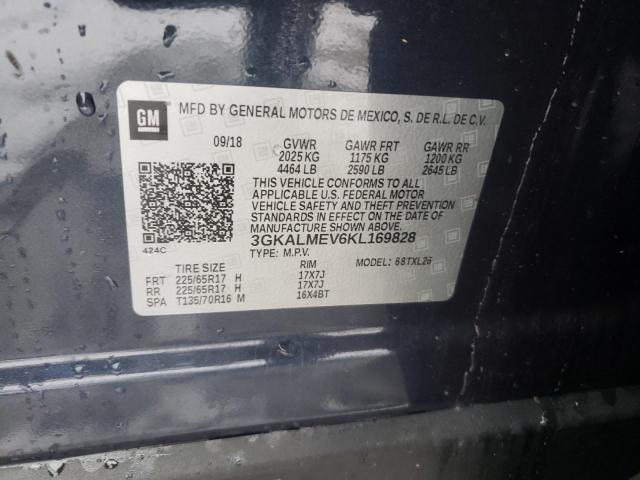 GM
MFD BY GENERAL MOTORS DE MEXICO, S. DE R.L. DE C.V.
09/18 GVWR GAWR FRT GAWR RR
2025 KG 1175 KG 1200 KG
4464 LB 2590 LB 2645 LB
THIS VEHICLE CONFORMS TO ALL
APPLICABLE U.S. FEDERAL MOTOR
VEHICLE SAFETY AND THEFT
PREVENTION STANDARDS IN
EFFECT ON THE DATE OF
MANUFACTURE SHOWN ABOVE.
3GKALMEV6KL169828
424C
TYPE: M.P.V. MODEL: 68TXL26
TIRE SIZE RIM
FRT 225/65R17 H 17X7J
RR 225/65R17 H 17X7J
SPA T135/70R16 M 16X4BT